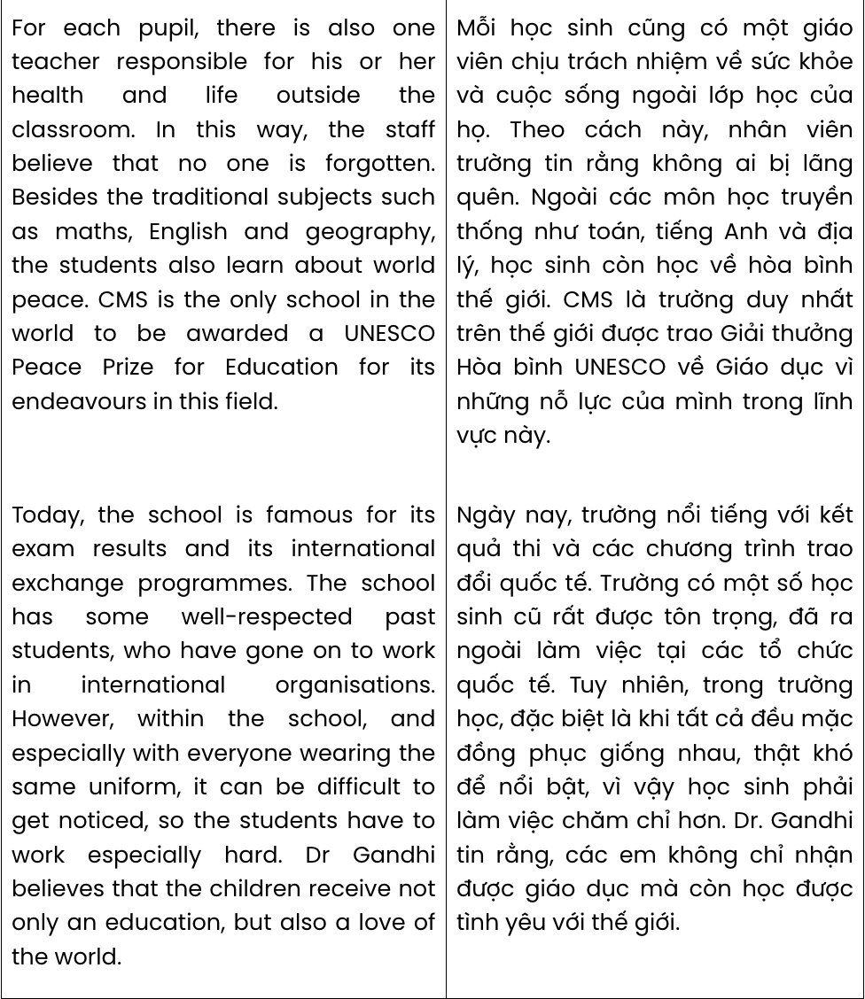 For each pupil, there is also one
teacher responsible for his or her
health and life outside the
classroom. In this way, the staff
believe that no one is forgotten.
Besides the traditional subjects such
as maths, English and geography,
the students also learn about world
peace. CMS is the only school in the
world to be awarded a UNESCO
Peace Prize for Education for its
endeavours in this field.
Mỗi học sinh cũng có một giáo
viên chịu trách nhiệm về sức khỏe
và cuộc sống ngoài lớp học của
họ. Theo cách này, nhân viên
trường tin rằng không ai bị lãng
quên. Ngoài các môn học truyền
thống như toán, tiếng Anh và địa
lý, học sinh còn học về hòa bình
thế giới. CMS là trường duy nhất
trên thế giới được trao Giải thưởng
Hòa bình UNESCO về Giáo dục vì
những nỗ lực của mình trong lĩnh
vực này.
Today, the school is famous for its
exam results and its international
exchange programmes. The school
has some well-respected past
students, who have gone on to work
in international organisations.
However, within the school, and
especially with everyone wearing the
same uniform, it can be difficult to
get noticed, so the students have to
work especially hard. Dr Gandhi
believes that the children receive not
only an education, but also a love of
the world.
Ngày nay, trường nổi tiếng với kết
quả thi và các chương trình trao
đổi quốc tế. Trường có một số học
sinh cũ rất được tôn trọng, đã ra
ngoài làm việc tại các tổ chức
quốc tế. Tuy nhiên, trong trường
học, đặc biệt là khi tất cả đều mặc
đồng phục giống nhau, thật khó
để nổi bật, vì vậy học sinh phải
làm việc chăm chỉ hơn. Dr. Gandhi
tin rằng, các em không chỉ nhận
được giáo dục mà còn học được
tình yêu với thế giới.